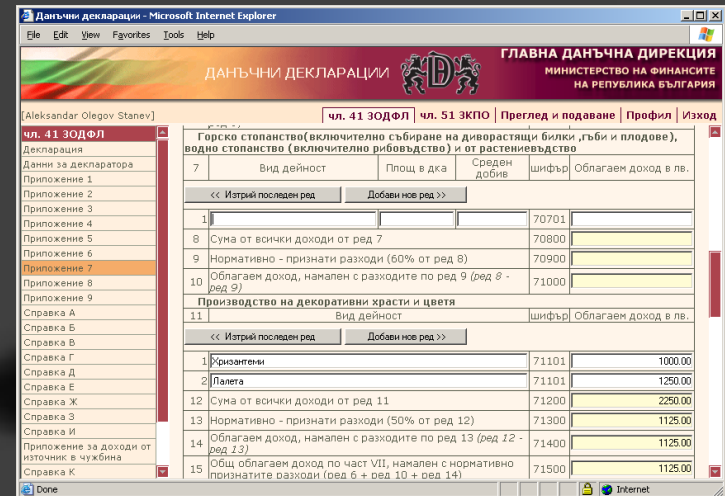 Данъчни декларации - Microsoft Internet Explorer
File Edit View Favorites Tools Help
ДАНЪЧНИ ДЕКЛАРАЦИИ
ГЛАВНА ДАНЪЧНА ДИРЕКЦИЯ
МИНИСТЕРСТВО НА ФИНАНСИТЕ
НА РЕПУБЛИКА БЪЛГАРИЯ
[Aleksandar Olegov Stanev]
чл. 41 ЗОДФЛ чл. 51 ЗКПО Преглед и подаване Профил Изход
чл. 41 ЗОДФЛ
Декларация
Данни за декларатора
Приложение 1
Приложение 2
Приложение 3
Приложение 4
Приложение 5
Приложение 6
Приложение 7
Приложение 8
Приложение 9
Справка А
Справка Б
Справка В
Справка Г
Справка Д
Справка Е
Справка Ж
Справка З
Справка И
Приложение за доходи от
източник в чужбина
Справка К
Горско стопанство(включително събиране на диворастящи билки ,гъби и плодове),
водно стопанство (включително рибовъдство) и от растениевъдство
7 Вид дейност Площ в дка Среден добив шифър Облагаем доход в лв.
<< Изтрий последен ред Добави нов ред >>
1 70701
8 Сума от всички доходи от ред 7 70800
9 Нормативно - признати разходи (60% от ред 8) 70900
10 Облагаем доход, намален с разходите по ред 9 (ред 8 -
ред 9) 71000
Производство на декоративни храсти и цветя
11 Вид дейност шифър Облагаем доход в лв.
<< Изтрий последен ред Добави нов ред >>
1 Хризантеми 71101 1000.00
2 Лалета 71101 1250.00
12 Сума от всички доходи от ред 11 71200 2250.00
13 Нормативно - признати разходи (50% от ред 12) 71300 1125.00
14 Облагаем доход, намален с разходите по ред 13 (ред 12 -
ред 13) 71400 1125.00
15 Общ облагаем доход по част VII, намален с нормативно
признатите разходи (ред 6 + ред 10 + ред 14) 71500 1125.00
Done Internet